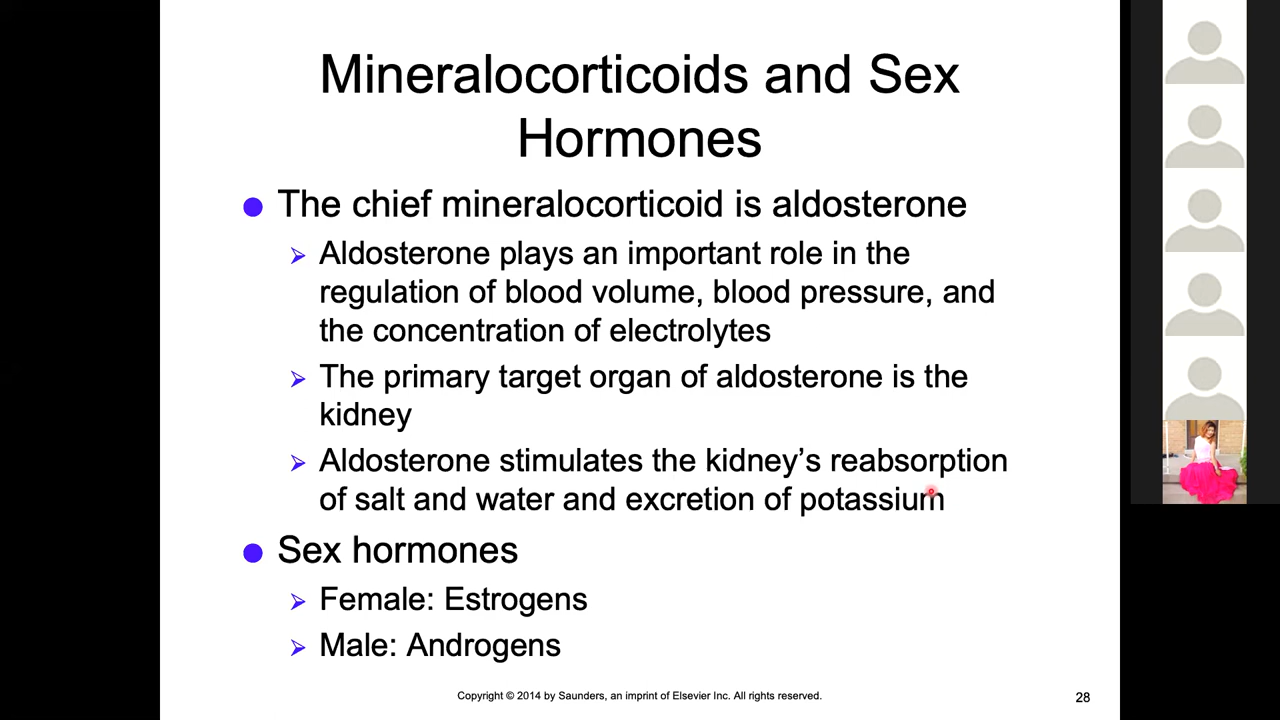 Mineralocorticoids and Sex
Hormones
The chief mineralocorticoid is aldosterone
Aldosterone plays an important role in the
regulation of blood volume, blood pressure, and
the concentration of electrolytes
The primary target organ of aldosterone is the
kidney
Aldosterone stimulates the kidney’s reabsorption
of salt and water and excretion of potassium
Sex hormones
Female: Estrogens
Male: Androgens
Copyright © 2014 by Saunders, an imprint of Elsevier Inc. All rights reserved.
28